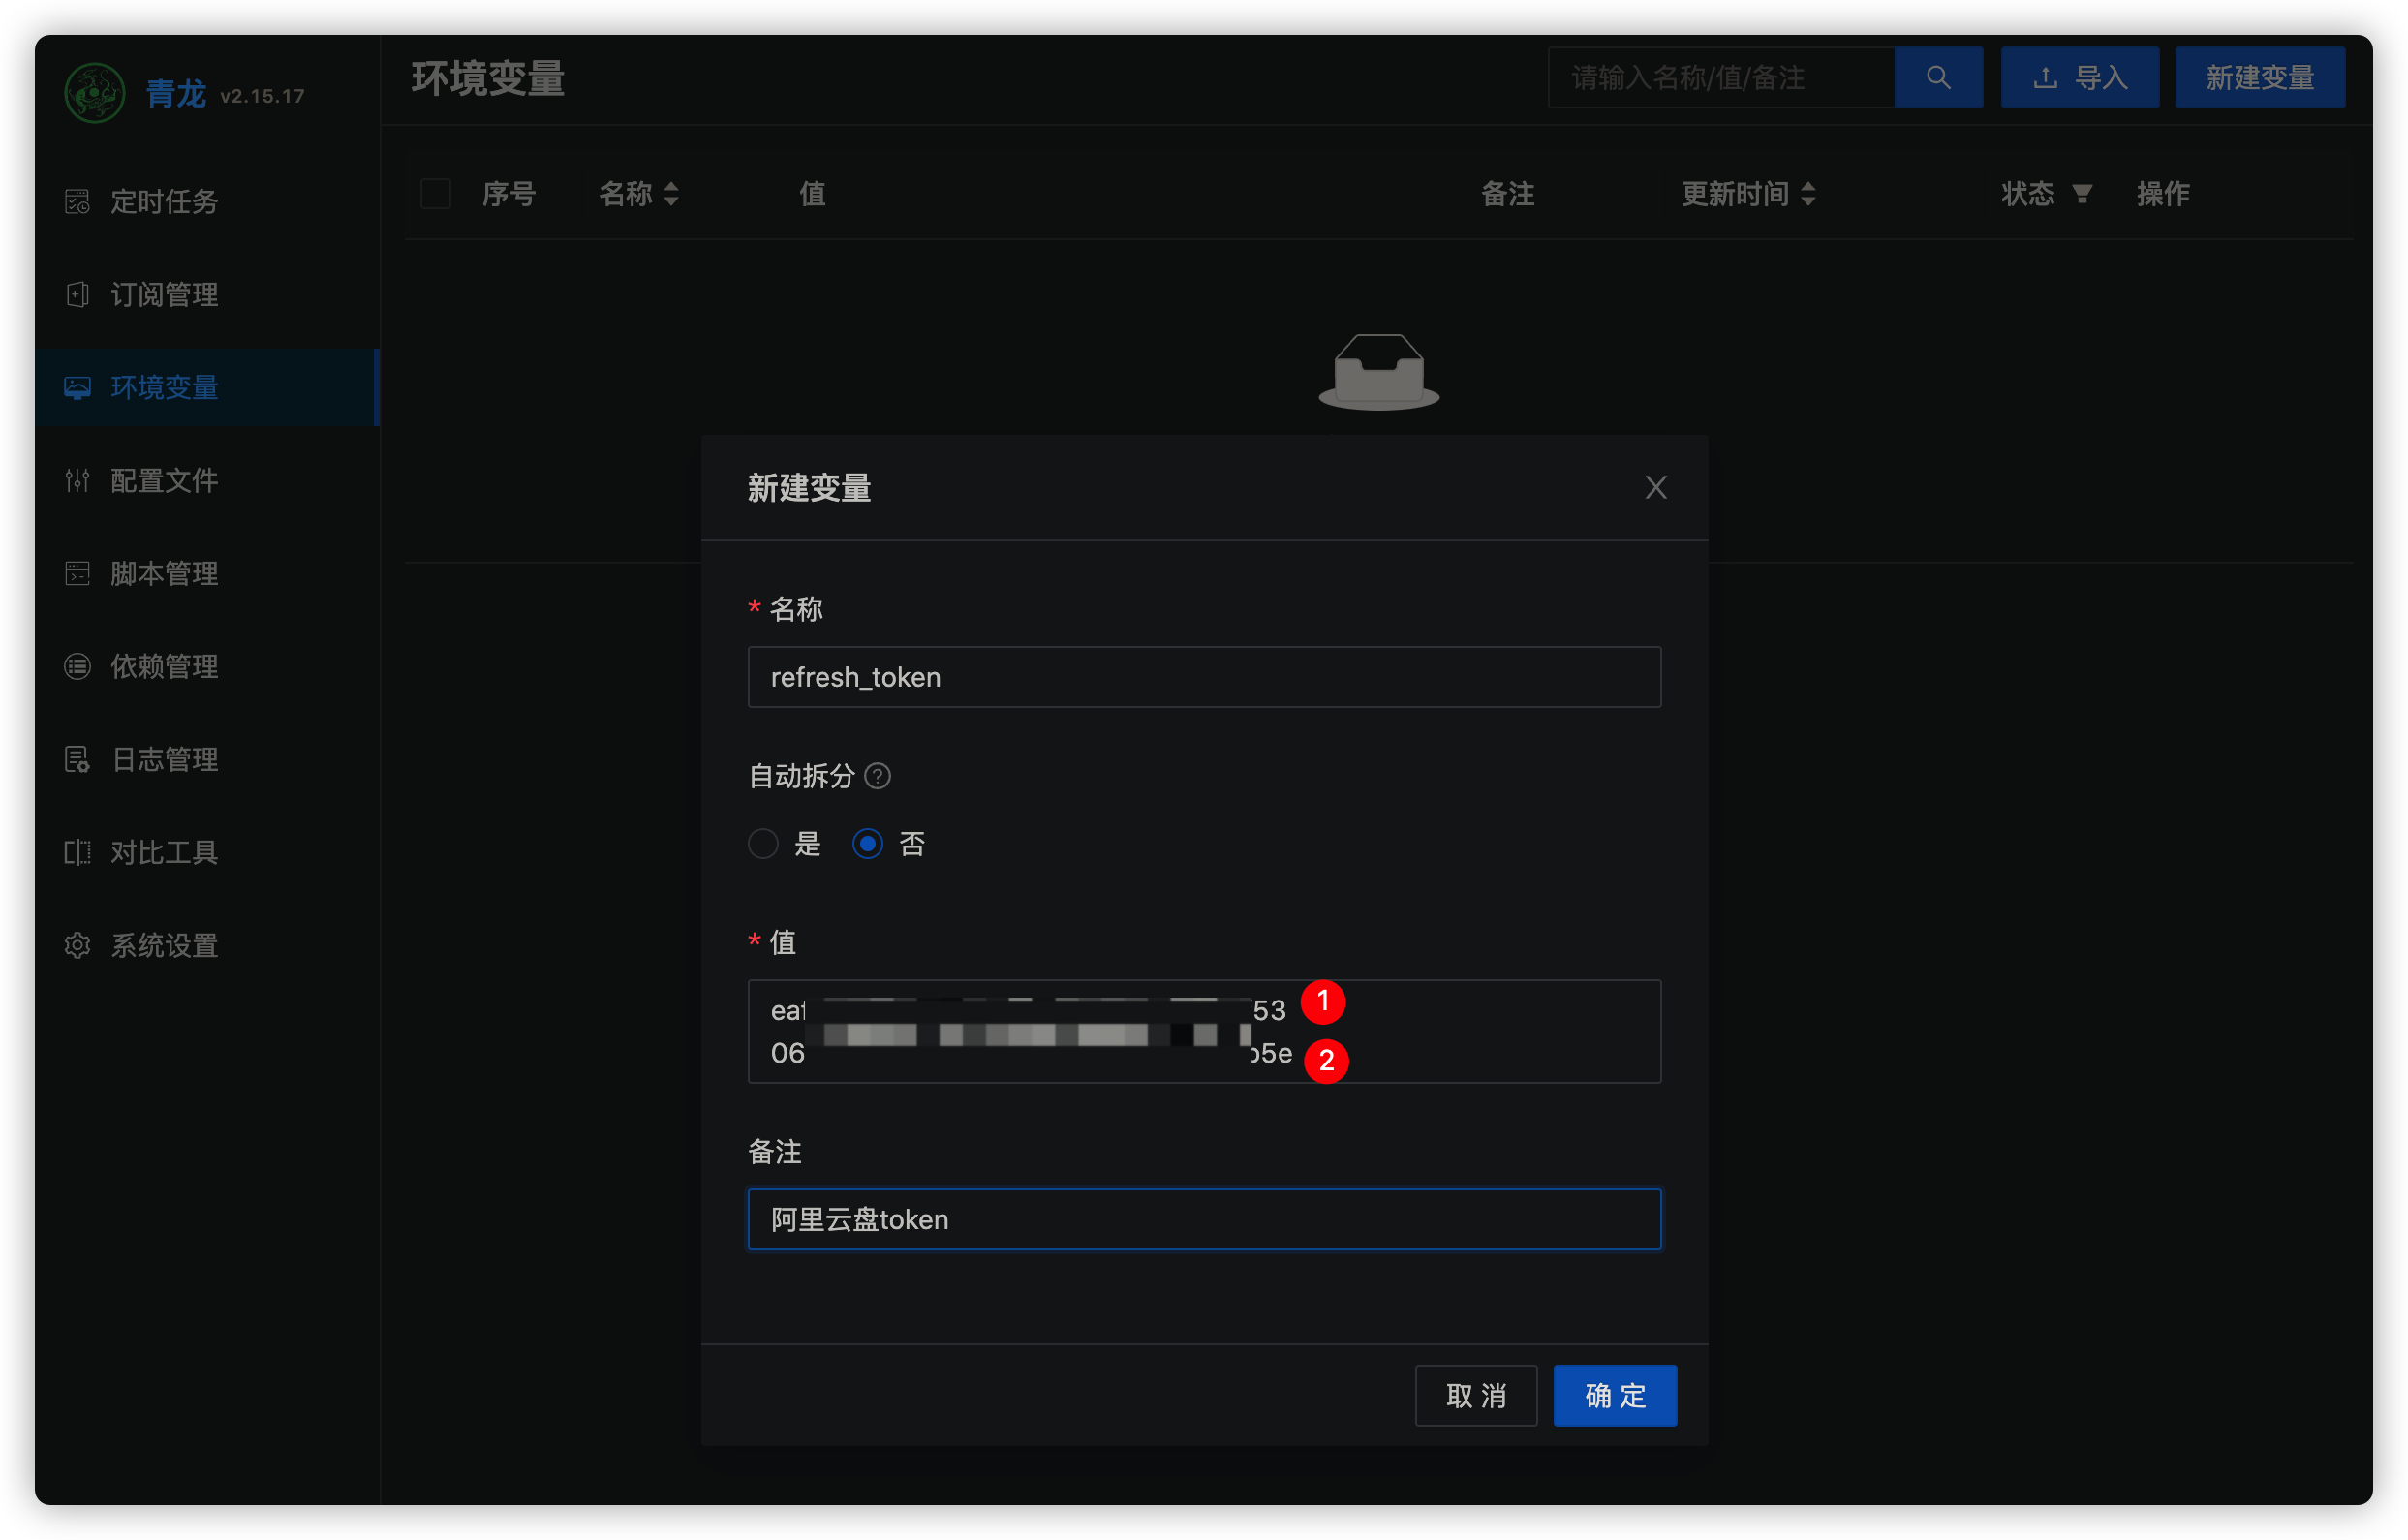 青龙 v2.15.17
定时任务
订阅管理
环境变量
配置文件
脚本管理
依赖管理
日志管理
对比工具
系统设置
环境变量
请输入名称/值/备注
导入
新建变量
序号 名称 值 备注 更新时间 状态 操作
新建变量
* 名称
refresh_token
自动拆分 ?
是 否
* 值
53 1
06 b5e 2
备注
阿里云盘token
取 消 确 定